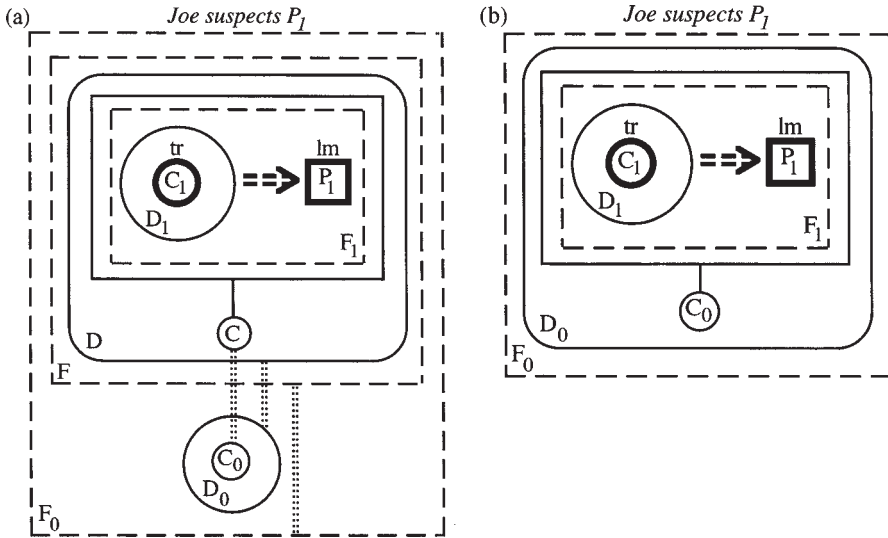 (a) Joe suspects P1
tr lm
C1 P1
D1
F1
C
D
F
C0
D0
F0
(b) Joe suspects P1
tr lm
C1 P1
D1
F1
C0
D0
F0